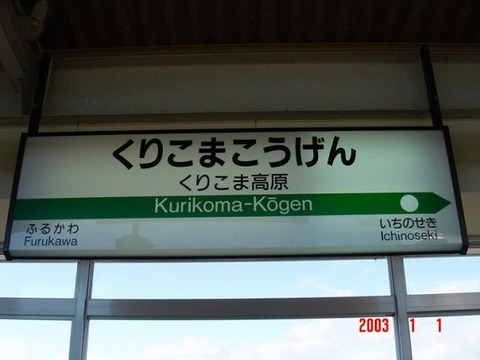 くりこまこうげん
くりこま高原
Kurikoma-Kōgen
ふるかわ
Furukawa
いちのせき
Ichinoseki
2003 1 1